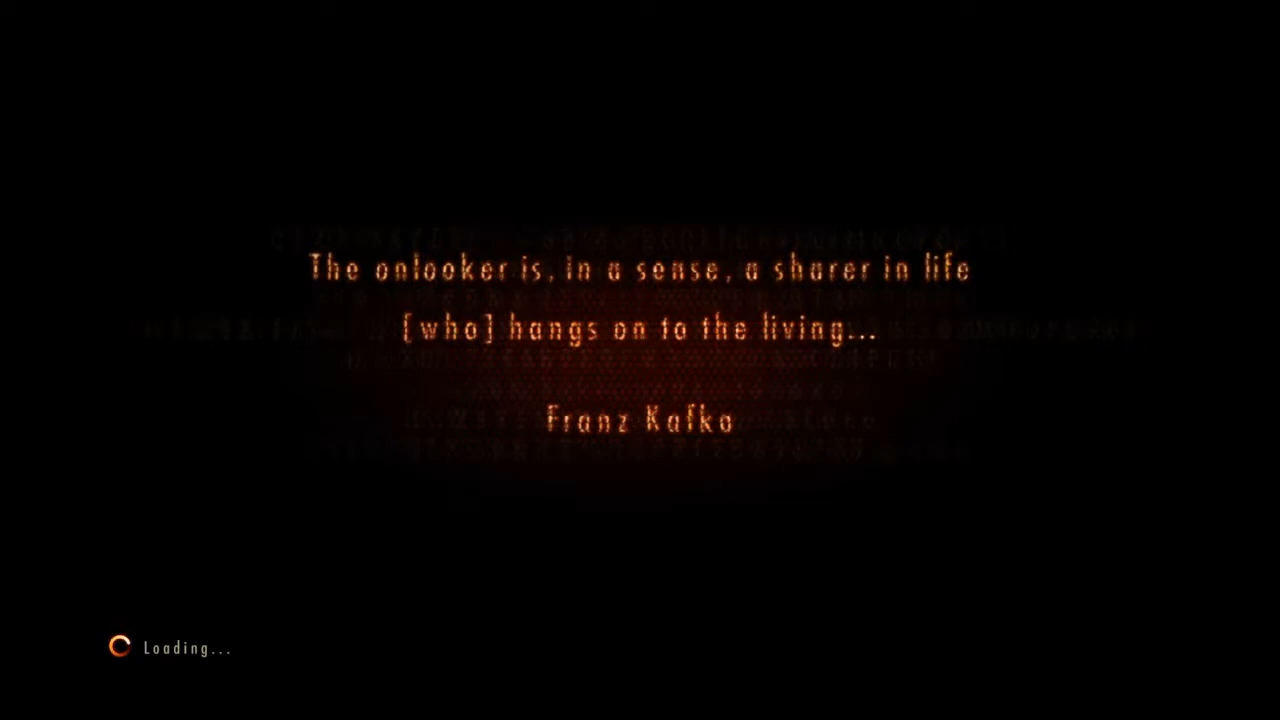 The onlooker is, in a sense, a sharer in life
[who] hangs on to the living...
Franz Kafka
Loading...